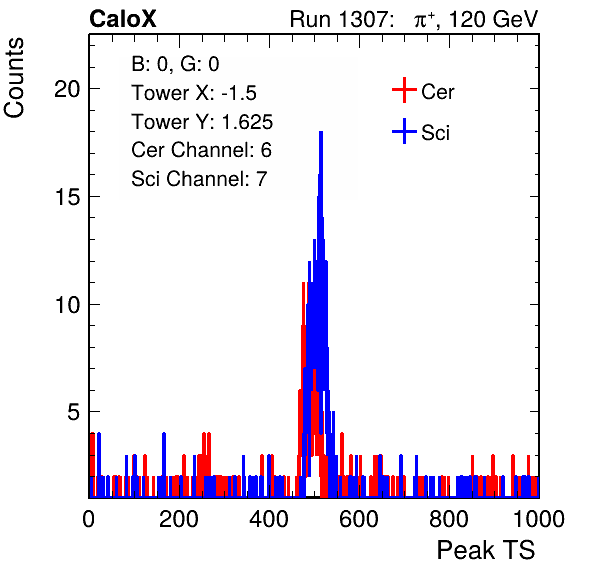 CaloX Run 1307: π⁺, 120 GeV
Counts
B: 0, G: 0
Tower X: -1.5
Tower Y: 1.625
Cer Channel: 6
Sci Channel: 7
Cer
Sci
20
15
10
5
0 200 400 600 800 1000
Peak TS